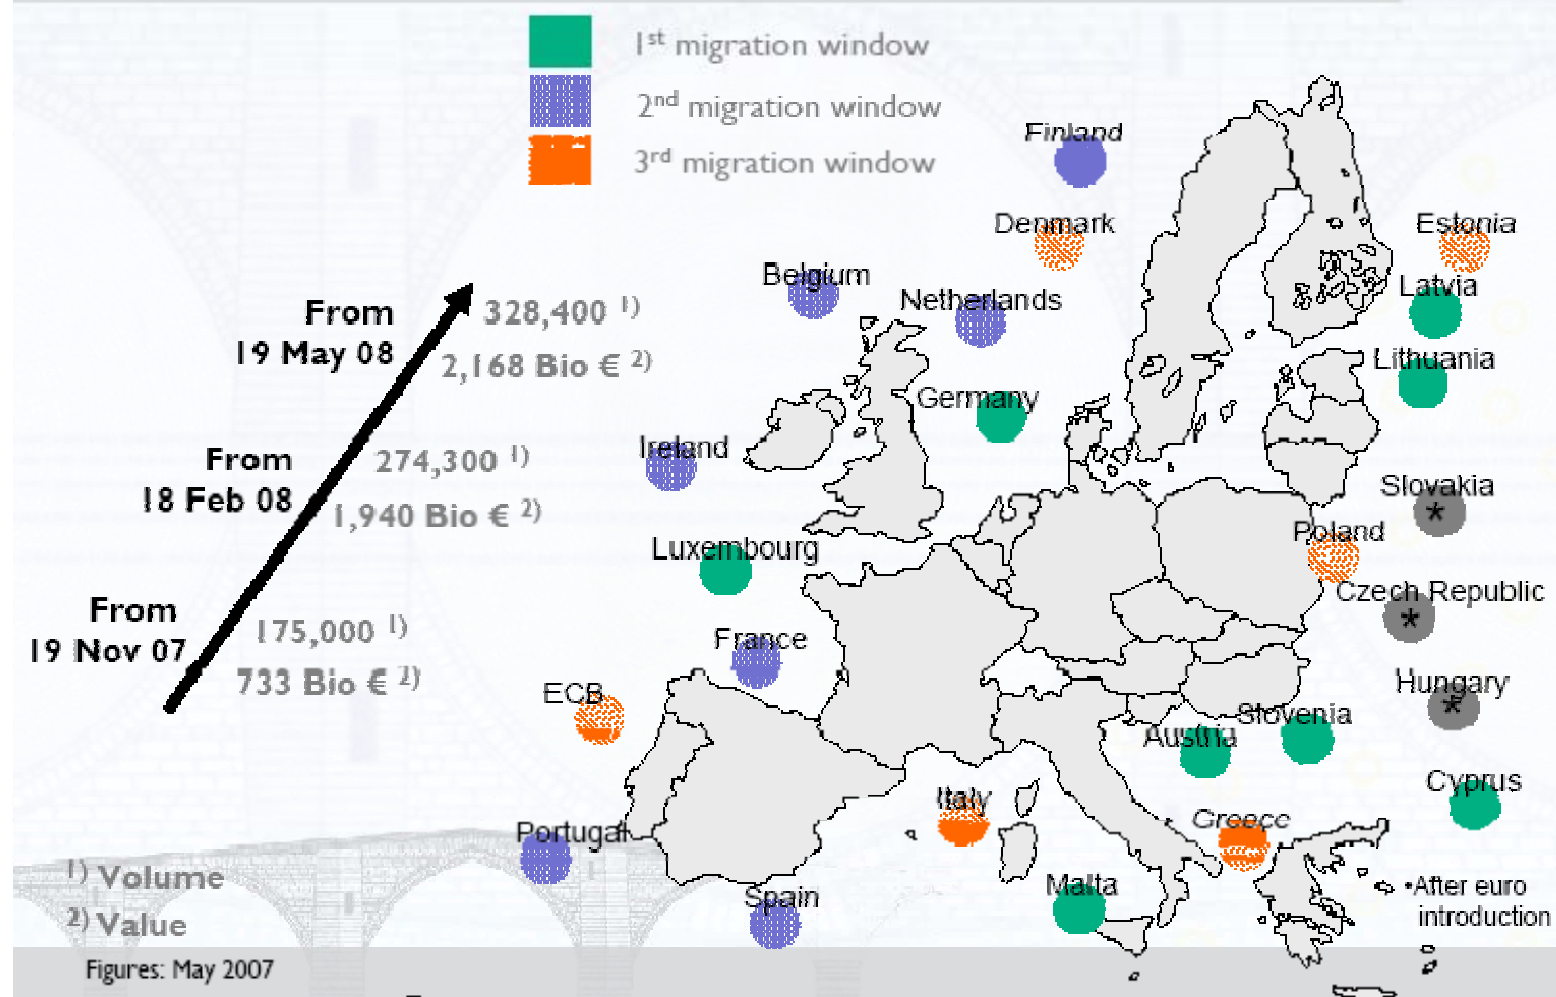 1st migration window
2nd migration window
3rd migration window
Finland
Denmark
Estonia
Belgium
Netherlands
Latvia
From
19 May 08
328,400 1)
2,168 Bio € 2)
Lithuania
Germany
Ireland
From
18 Feb 08
274,300 1)
1,940 Bio € 2)
Slovakia
*
Poland
Luxembourg
Czech Republic
*
From
19 Nov 07
175,000 1)
733 Bio € 2)
France
ECB
Hungary
*
Slovenia
Austria
Cyprus
Italy
Greece
Portugal
Malta
Spain
1) Volume
2) Value
•After euro
introduction
Figures: May 2007